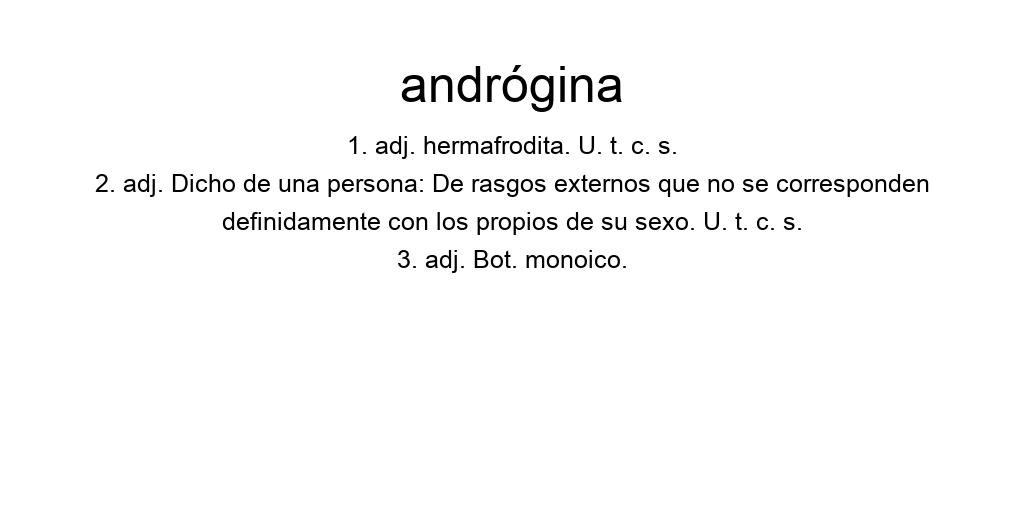 andrógina
1. adj. hermafrodita. U. t. c. s.
2. adj. Dicho de una persona: De rasgos externos que no se corresponden
definidamente con los propios de su sexo. U. t. c. s.
3. adj. Bot. monoico.